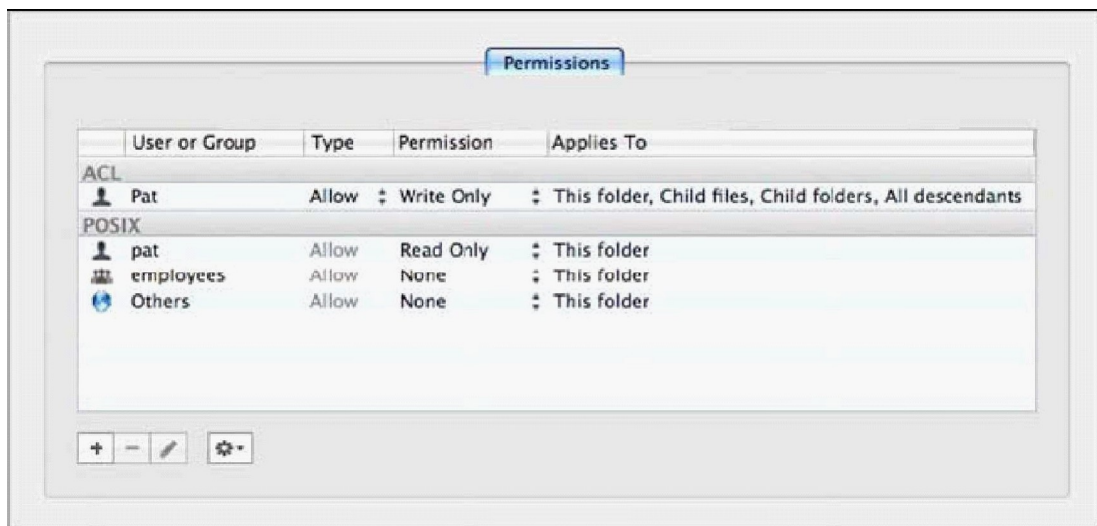 Permissions
User or Group Type Permission Applies To
ACL
Pat Allow Write Only This folder, Child files, Child folders, All descendants
POSIX
pat Allow Read Only This folder
employees Allow None This folder
Others Allow None This folder